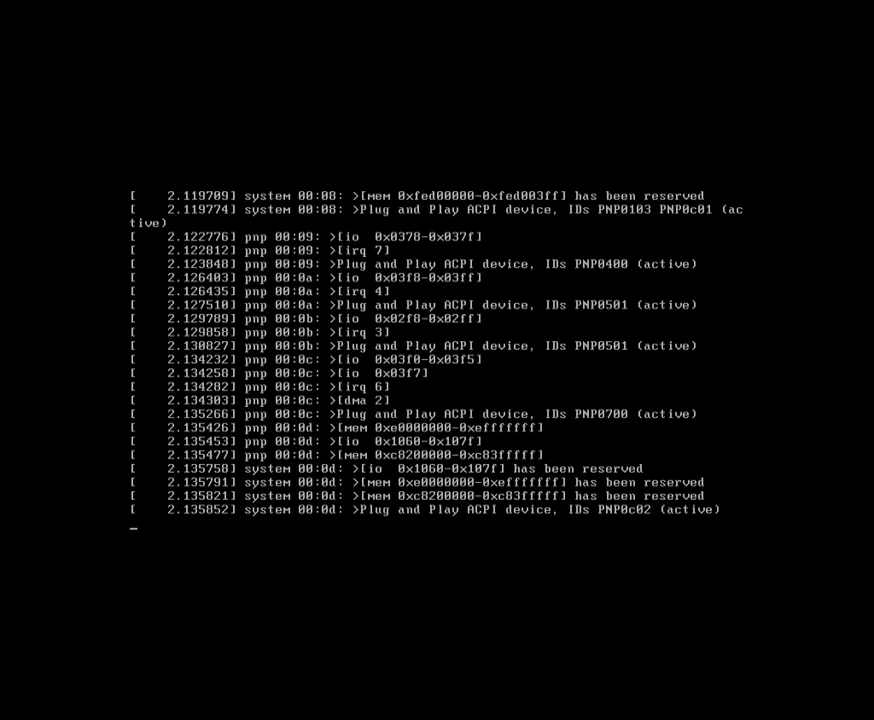 [    2.119709] system 00:08: >[mem 0xfed00000-0xfed003ff] has been reserved
[    2.119774] system 00:08: >Plug and Play ACPI device, IDs PNP0103 PNP0c01 (ac
tive)
[    2.122776] pnp 00:09: >[io  0x0378-0x037f]
[    2.122812] pnp 00:09: >[irq 7]
[    2.123848] pnp 00:09: >Plug and Play ACPI device, IDs PNP0400 (active)
[    2.126403] pnp 00:0a: >[io  0x03f8-0x03ff]
[    2.126435] pnp 00:0a: >[irq 4]
[    2.127510] pnp 00:0a: >Plug and Play ACPI device, IDs PNP0501 (active)
[    2.129789] pnp 00:0b: >[io  0x02f8-0x02ff]
[    2.129858] pnp 00:0b: >[irq 3]
[    2.130827] pnp 00:0b: >Plug and Play ACPI device, IDs PNP0501 (active)
[    2.134232] pnp 00:0c: >[io  0x03f0-0x03f5]
[    2.134258] pnp 00:0c: >[io  0x03f7]
[    2.134282] pnp 00:0c: >[irq 6]
[    2.134303] pnp 00:0c: >[dma 2]
[    2.135266] pnp 00:0c: >Plug and Play ACPI device, IDs PNP0700 (active)
[    2.135426] pnp 00:0d: >[mem 0xe0000000-0xefffffff]
[    2.135453] pnp 00:0d: >[io  0x1060-0x107f]
[    2.135477] pnp 00:0d: >[mem 0xc8200000-0xc83fffff]
[    2.135758] system 00:0d: >[io  0x1060-0x107f] has been reserved
[    2.135791] system 00:0d: >[mem 0xe0000000-0xefffffff] has been reserved
[    2.135821] system 00:0d: >[mem 0xc8200000-0xc83fffff] has been reserved
[    2.135852] system 00:0d: >Plug and Play ACPI device, IDs PNP0c02 (active)
_